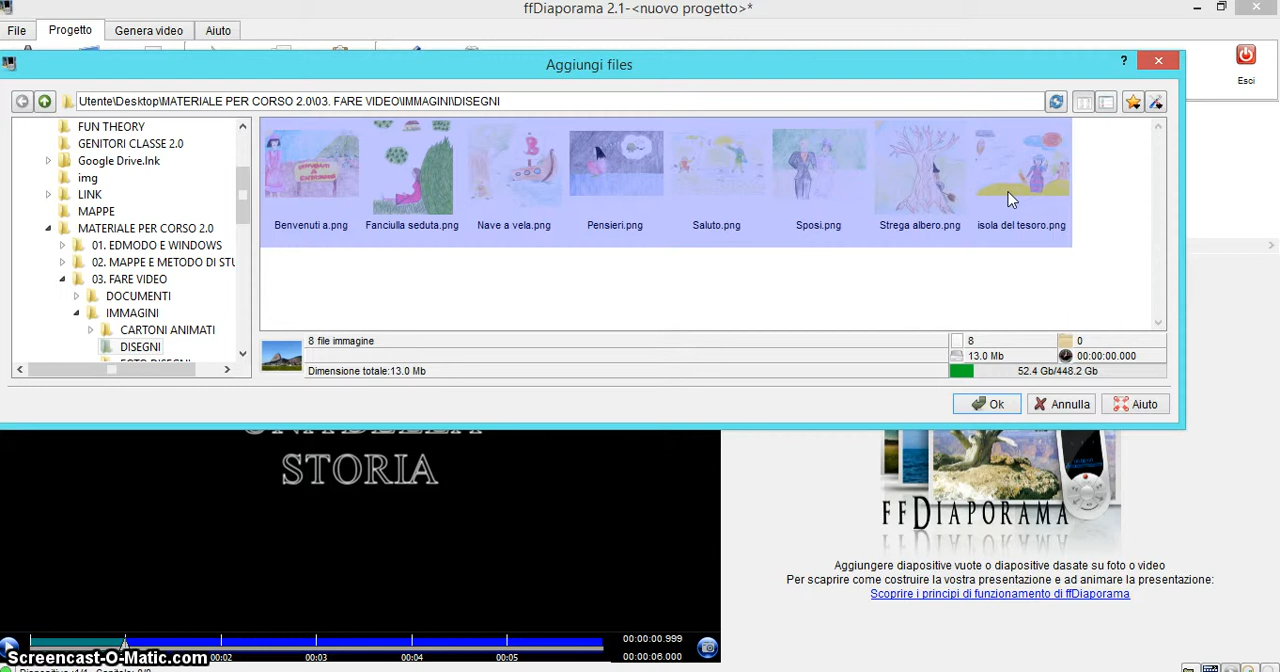 ffDiaporama 2.1-<nuovo progetto>*
File Progetto Genera video Aiuto
Aggiungi files
?
Esci
Utente\Desktop\MATERIALE PER CORSO 2.0\03. FARE VIDEO\IMMAGINI\DISEGNI
FUN THEORY
GENITORI CLASSE 2.0
Google Drive.lnk
img
LINK
MAPPE
MATERIALE PER CORSO 2.0
01. EDMODO E WINDOWS
02. MAPPE E METODO DI STU
03. FARE VIDEO
DOCUMENTI
IMMAGINI
CARTONI ANIMATI
DISEGNI
Benvenuti a.png Fanciulla seduta.png Nave a vela.png Pensieri.png Saluto.png Sposi.png Strega albero.png isola del tesoro.png
8 file immagine 8 0
13.0 Mb 00:00:00.000
Dimensione totale:13.0 Mb 52.4 Gb/448.2 Gb
Ok Annulla Aiuto
STORIA
FFDIAPORAMA
Aggiungere diapositive vuote o diapositive dasate su foto o video
Per scaprire come costruire la vostra presentazione e ad animare la presentazione:
Scoprire i principi di funzionamento di ffDiaporama
00:00:00.999
00:02 00:03 00:04 00:05 00:00:06.000
Screencast-O-Matic.com